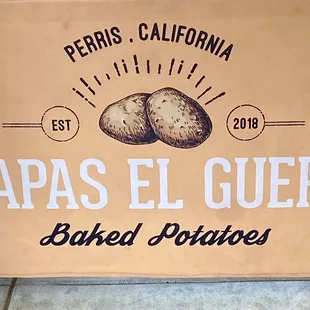 PERRIS . CALIFORNIA
EST 2018
APAS EL GUER
Baked Potatoes